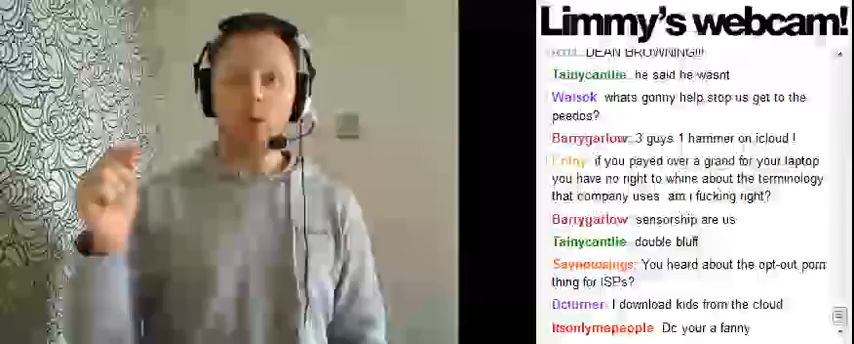 Limmy's webcam!
DEAN BROWNING!!!
Tainycantlie he said he wasnt
Watsok whats gonny help stop us get to the
peedos?
Barrygarlow: 3 guys 1 hammer on icloud !
if you payed over a grand for your laptop
you have no right to whine about the terminology
that company uses am i fucking right?
Barrygarlow sensorship are us
Tainycantlie double bluff
Saynotosings: You heard about the opt-out porn
thing for ISPs?
Dcturner: I download kids from the cloud
Itsonlymepeople Dc your a fanny